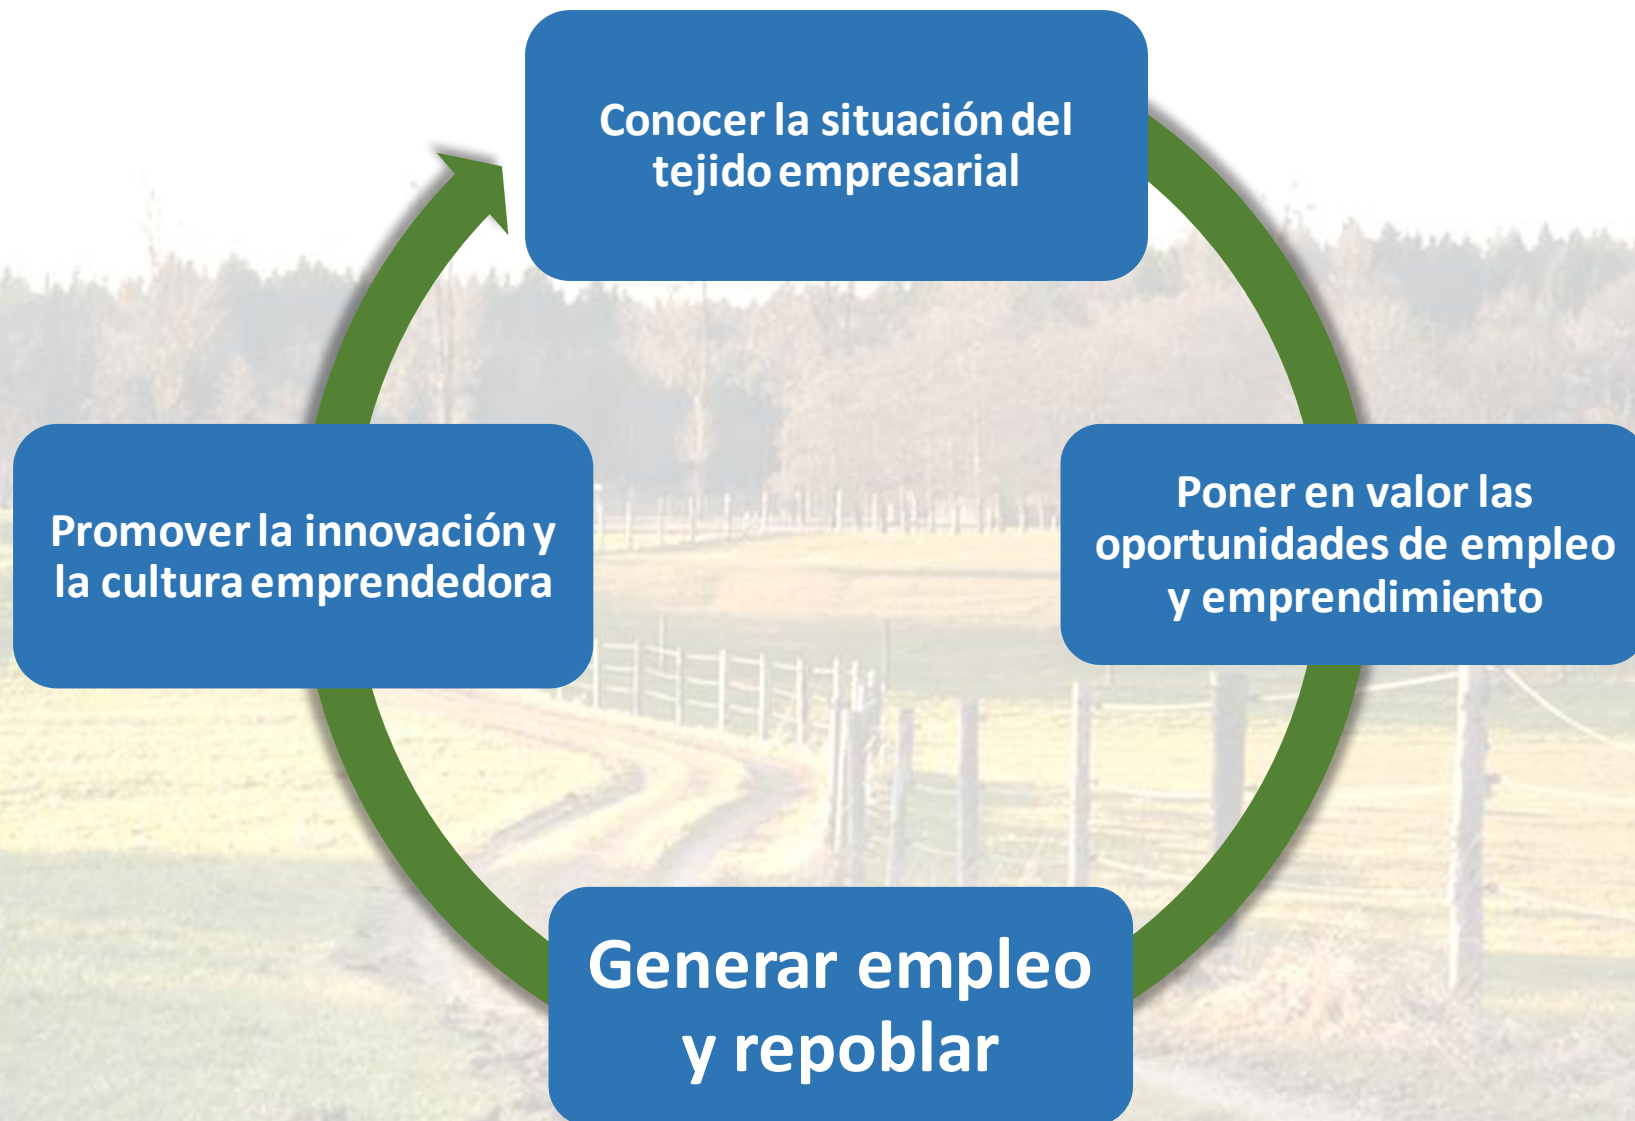 Conocer la situación del
tejido empresarial
Poner en valor las
oportunidades de empleo
y emprendimiento
Generar empleo
y repoblar
Promover la innovación y
la cultura emprendedora